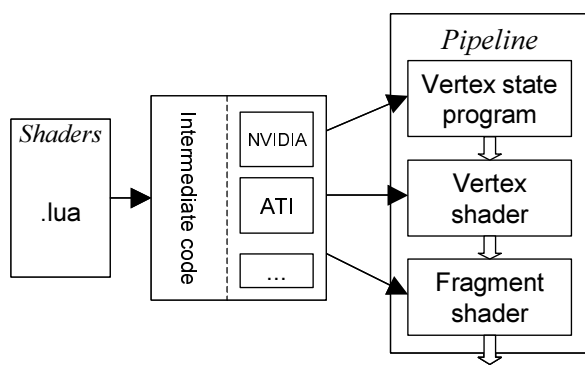 Shaders
.lua
Intermediate code
NVIDIA
ATI
...
Pipeline
Vertex state
program
Vertex
shader
Fragment
shader